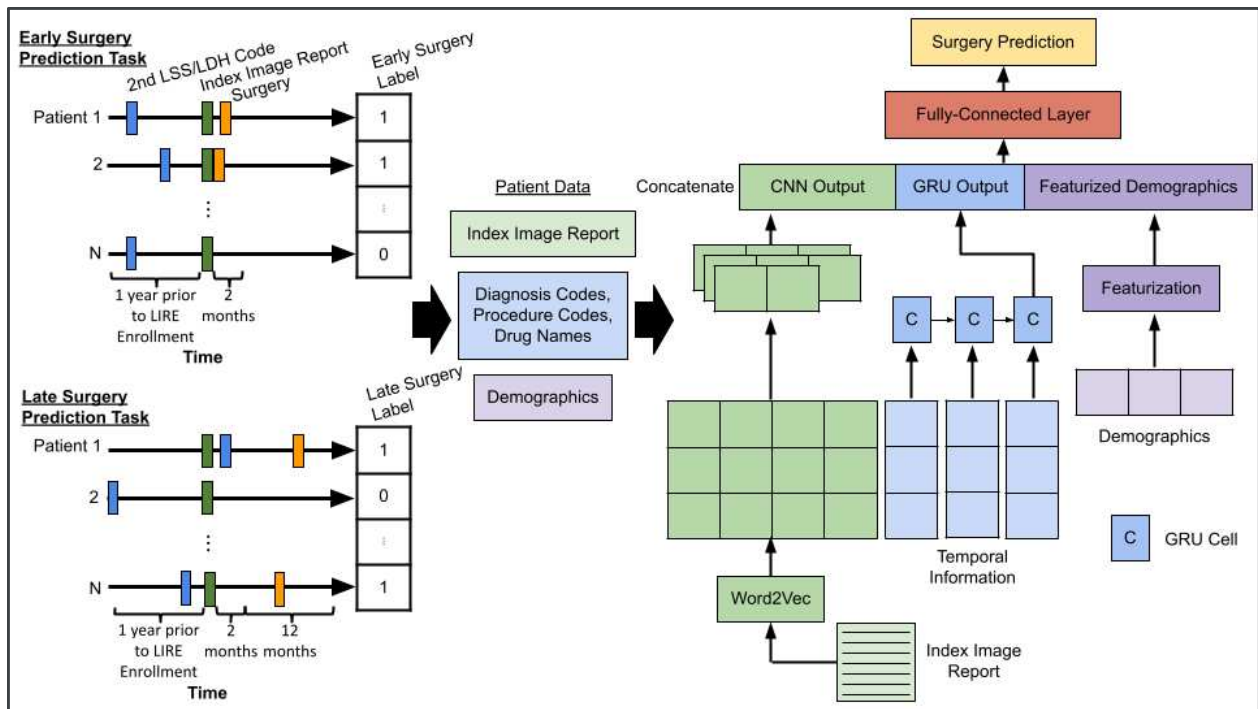 Early Surgery
Prediction Task
2nd LSS/LDH Code
Index Image Report
Surgery
Early Surgery
Label
Patient 1
1
2
1
⋮
⋮
N
0
1 year prior
to LIRE
Enrollment
2
months
Time
Late Surgery
Prediction Task
Late Surgery
Label
Patient 1
1
2
0
⋮
⋮
N
1
1 year prior
to LIRE
Enrollment
2
months
12
months
Time
Patient Data
Index Image Report
Diagnosis Codes,
Procedure Codes,
Drug Names
Demographics
Surgery Prediction
Fully-Connected Layer
Concatenate
CNN Output
GRU Output
Featurized Demographics
Featurization
C
C
C
Demographics
Temporal
Information
C
GRU Cell
Word2Vec
Index Image
Report